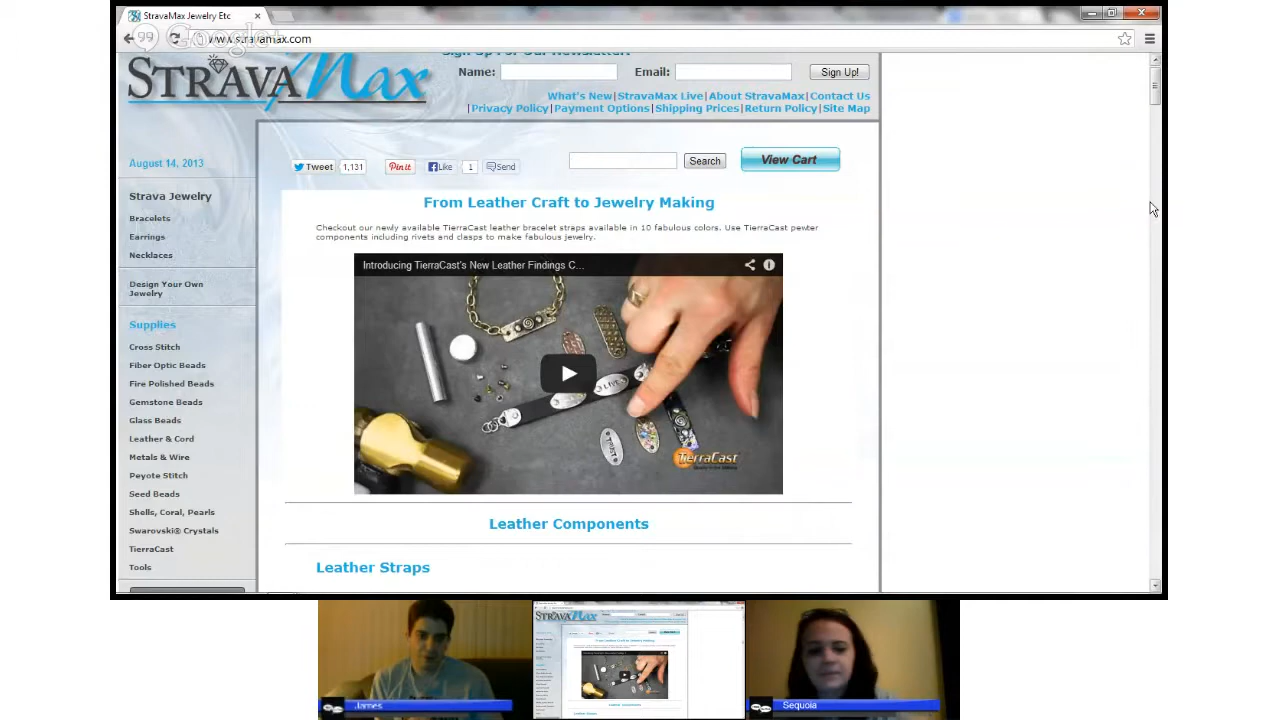 StravaMax Jewelry Etc
Google+
www.stravamax.com
Sign Up For Our Newsletter!
Name: Email: Sign Up!
STRAVAMax
What's New | StravaMax Live | About StravaMax | Contact Us
| Privacy Policy | Payment Options | Shipping Prices | Return Policy | Site Map
August 14, 2013
Tweet 1,131 Pin it Like 1 Send
Search View Cart
Strava Jewelry
Bracelets
Earrings
Necklaces
Design Your Own
Jewelry
Supplies
Cross Stitch
Fiber Optic Beads
Fire Polished Beads
Gemstone Beads
Glass Beads
Leather & Cord
Metals & Wire
Peyote Stitch
Seed Beads
Shells, Coral, Pearls
Swarovski® Crystals
TierraCast
Tools
From Leather Craft to Jewelry Making
Checkout our newly available TierraCast leather bracelet straps available in 10 fabulous colors. Use TierraCast pewter
components including rivets and clasps to make fabulous jewelry.
Introducing TierraCast's New Leather Findings C...
TierraCast
Leather Components
Leather Straps
James
STRAVAMax
Sequoia